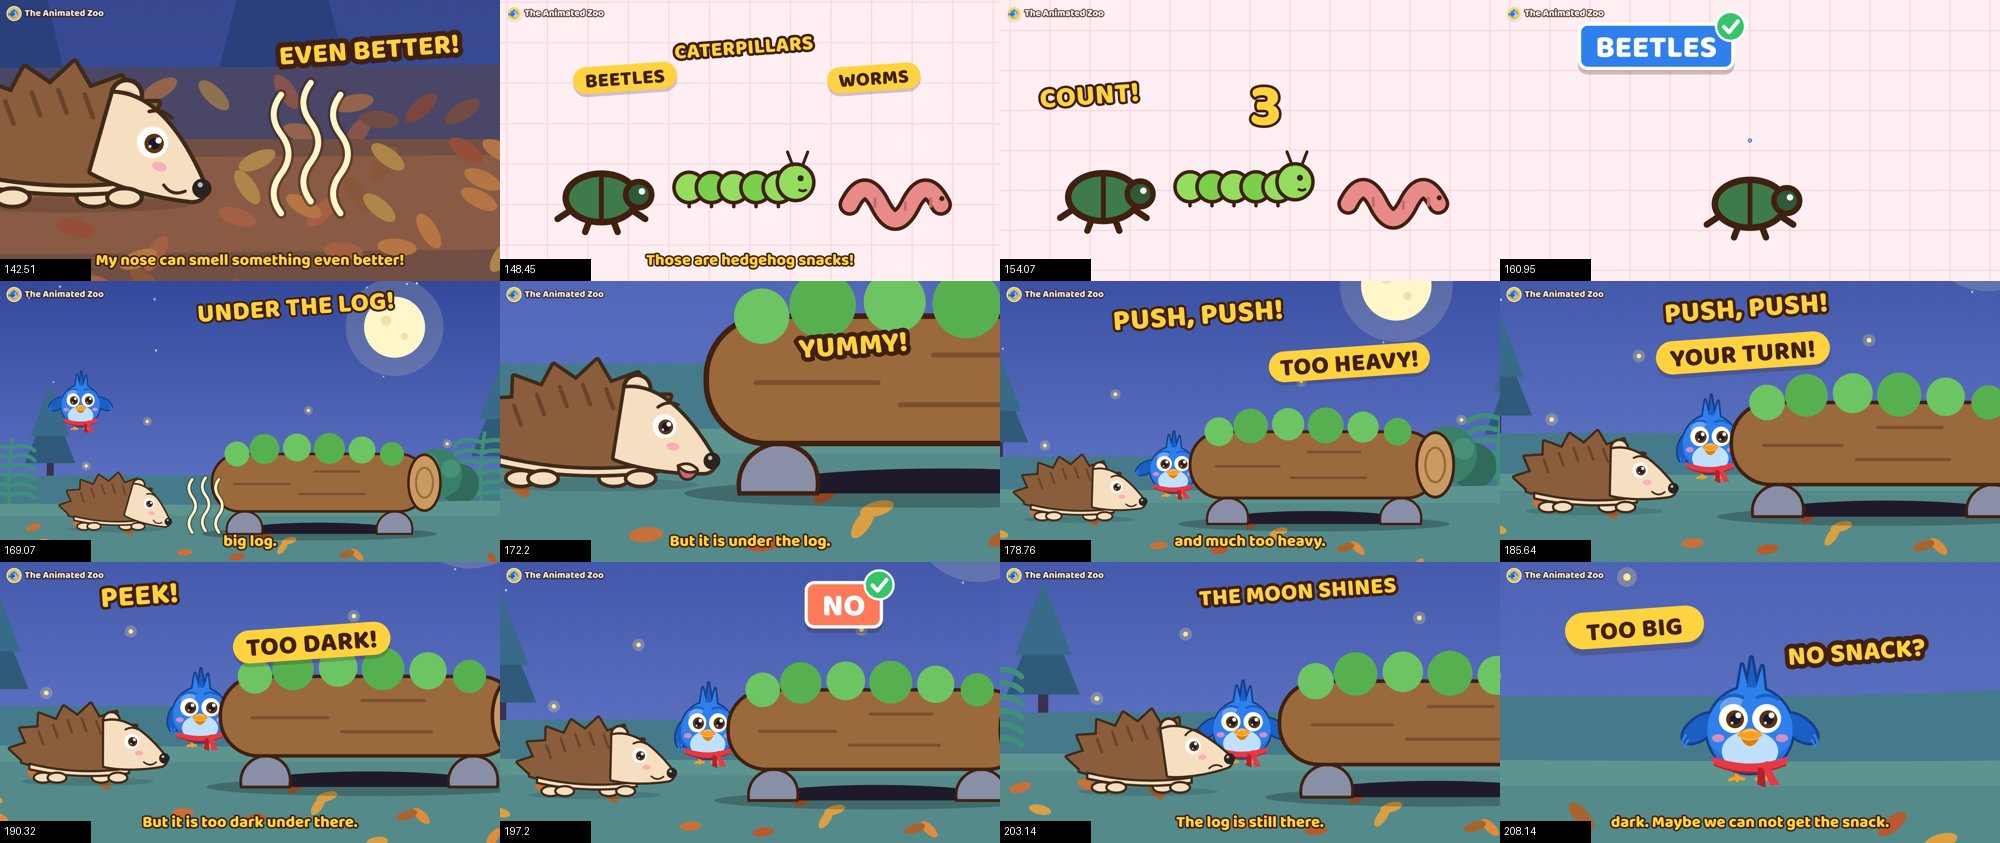 The Animated Zoo
EVEN BETTER!
My nose can smell something even better!
142.51
The Animated Zoo
CATERPILLARS
BEETLES
WORMS
Those are hedgehog snacks!
148.45
The Animated Zoo
COUNT!
3
154.07
The Animated Zoo
BEETLES
160.95
The Animated Zoo
UNDER THE LOG!
big log.
169.07
YUMMY!
But it is under the log.
172.2
The Animated Zoo
PUSH, PUSH!
TOO HEAVY!
and much too heavy.
178.76
The Animated Zoo
PUSH, PUSH!
YOUR TURN!
185.64
The Animated Zoo
PEEK!
TOO DARK!
But it is too dark under there.
190.32
The Animated Zoo
NO
197.2
The Animated Zoo
THE MOON SHINES
The log is still there.
203.14
The Animated Zoo
TOO BIG
NO SNACK?
dark. Maybe we can not get the snack.
208.14